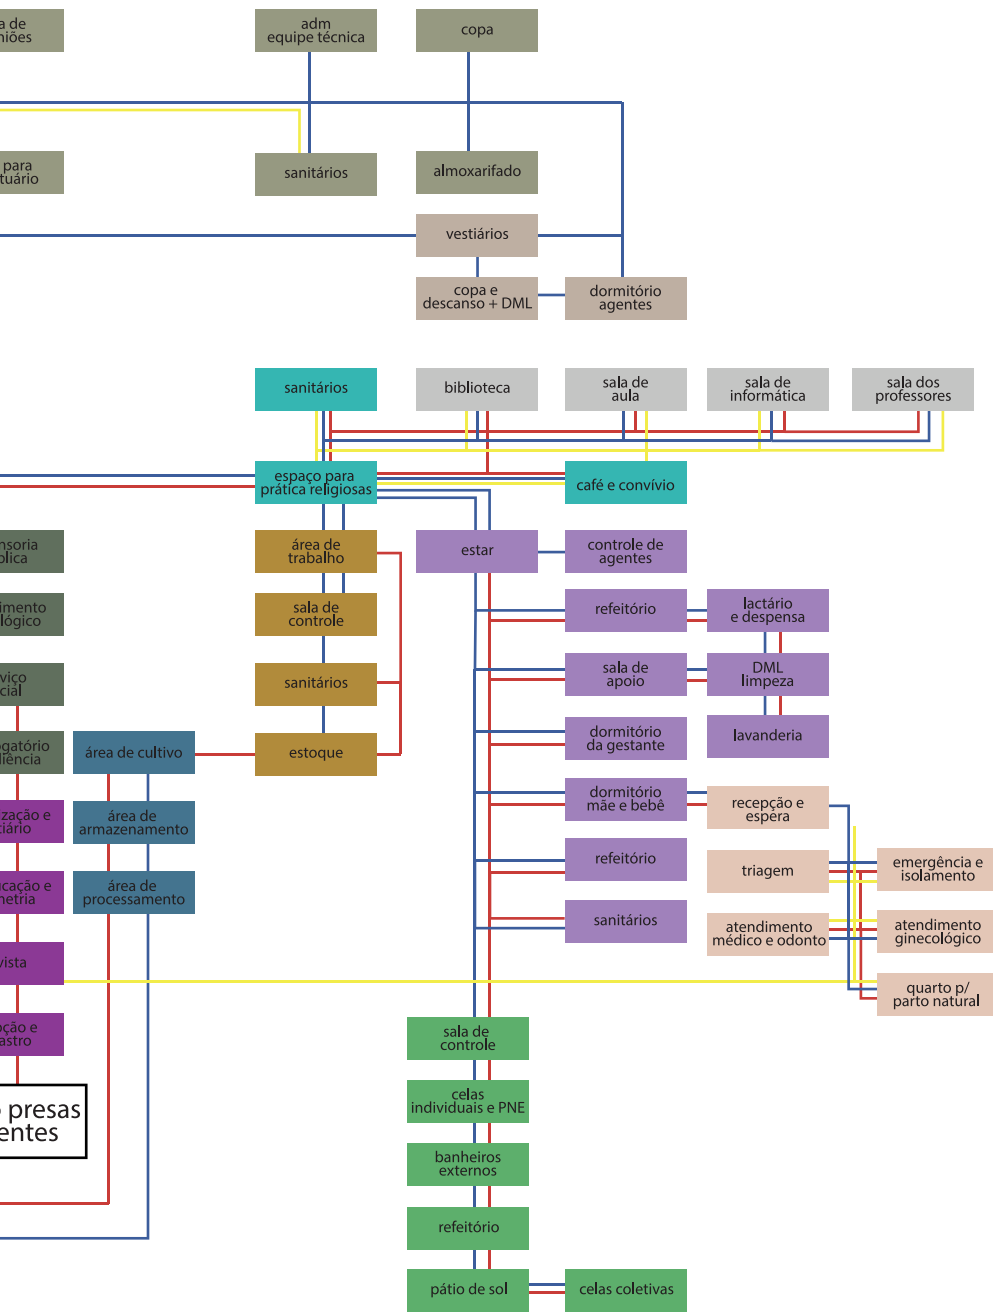 adm
equipe técnica
copa
sanitários
almoxarifado
para
vestiários
copa e
descanso + DML
dormitório
agentes
sanitários
biblioteca
sala de
aula
sala de
informática
sala dos
professores
espaço para
prática religiosas
café e convívio
área de
trabalho
estar
controle de
agentes
sala de
controle
refeitório
lactário
e despensa
sanitários
sala de
apoio
DML
limpeza
estoque
área de cultivo
dormitório
da gestante
lavanderia
área de
armazenamento
dormitório
mãe e bebê
recepção e
espera
refeitório
triagem
emergência e
isolamento
área de
processamento
sanitários
atendimento
médico e odonto
atendimento
ginecológico
quarto p/
parto natural
sala de
controle
celas
individuais e PNE
presas
banheiros
externos
refeitório
pátio de sol
celas coletivas